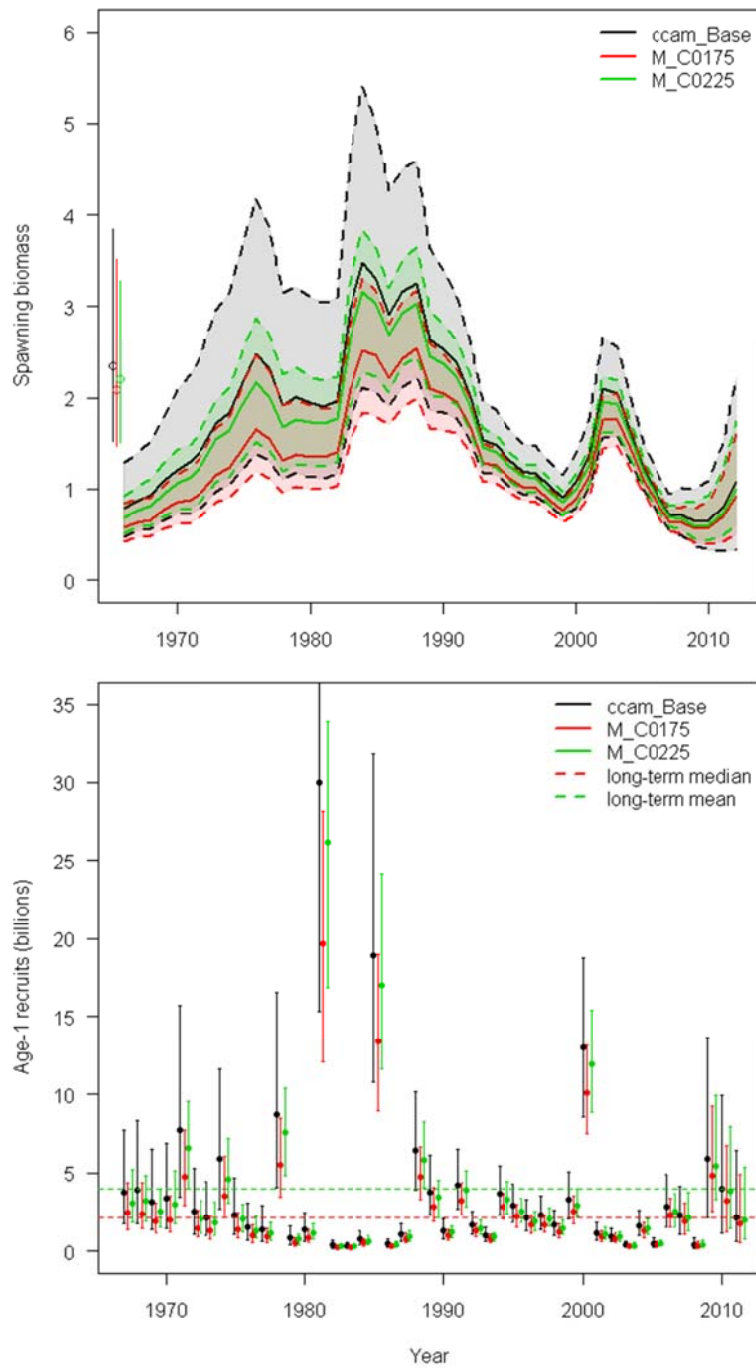 6
5
4
3
2
1
0
Spawning biomass
ccam_Base
M_C0175
M_C0225
1970 1980 1990 2000 2010
35
30
25
20
15
10
5
0
Age-1 recruits (billions)
ccam_Base
M_C0175
M_C0225
long-term median
long-term mean
1970 1980 1990 2000 2010
Year